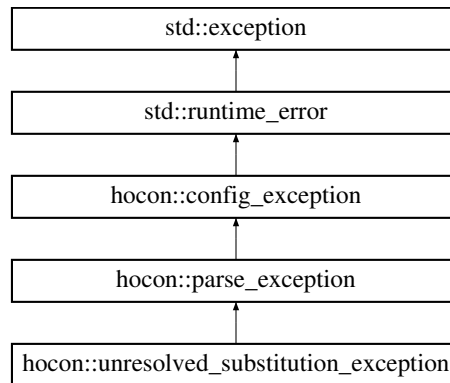 std::exception
std::runtime_error
hocon::config_exception
hocon::parse_exception
hocon::unresolved_substitution_exception